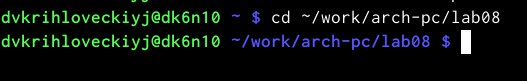 dvkrihloveckiyj@dk6n10 ~ $ cd ~/work/arch-pc/lab08
dvkrihloveckiyj@dk6n10 ~/work/arch-pc/lab08 $